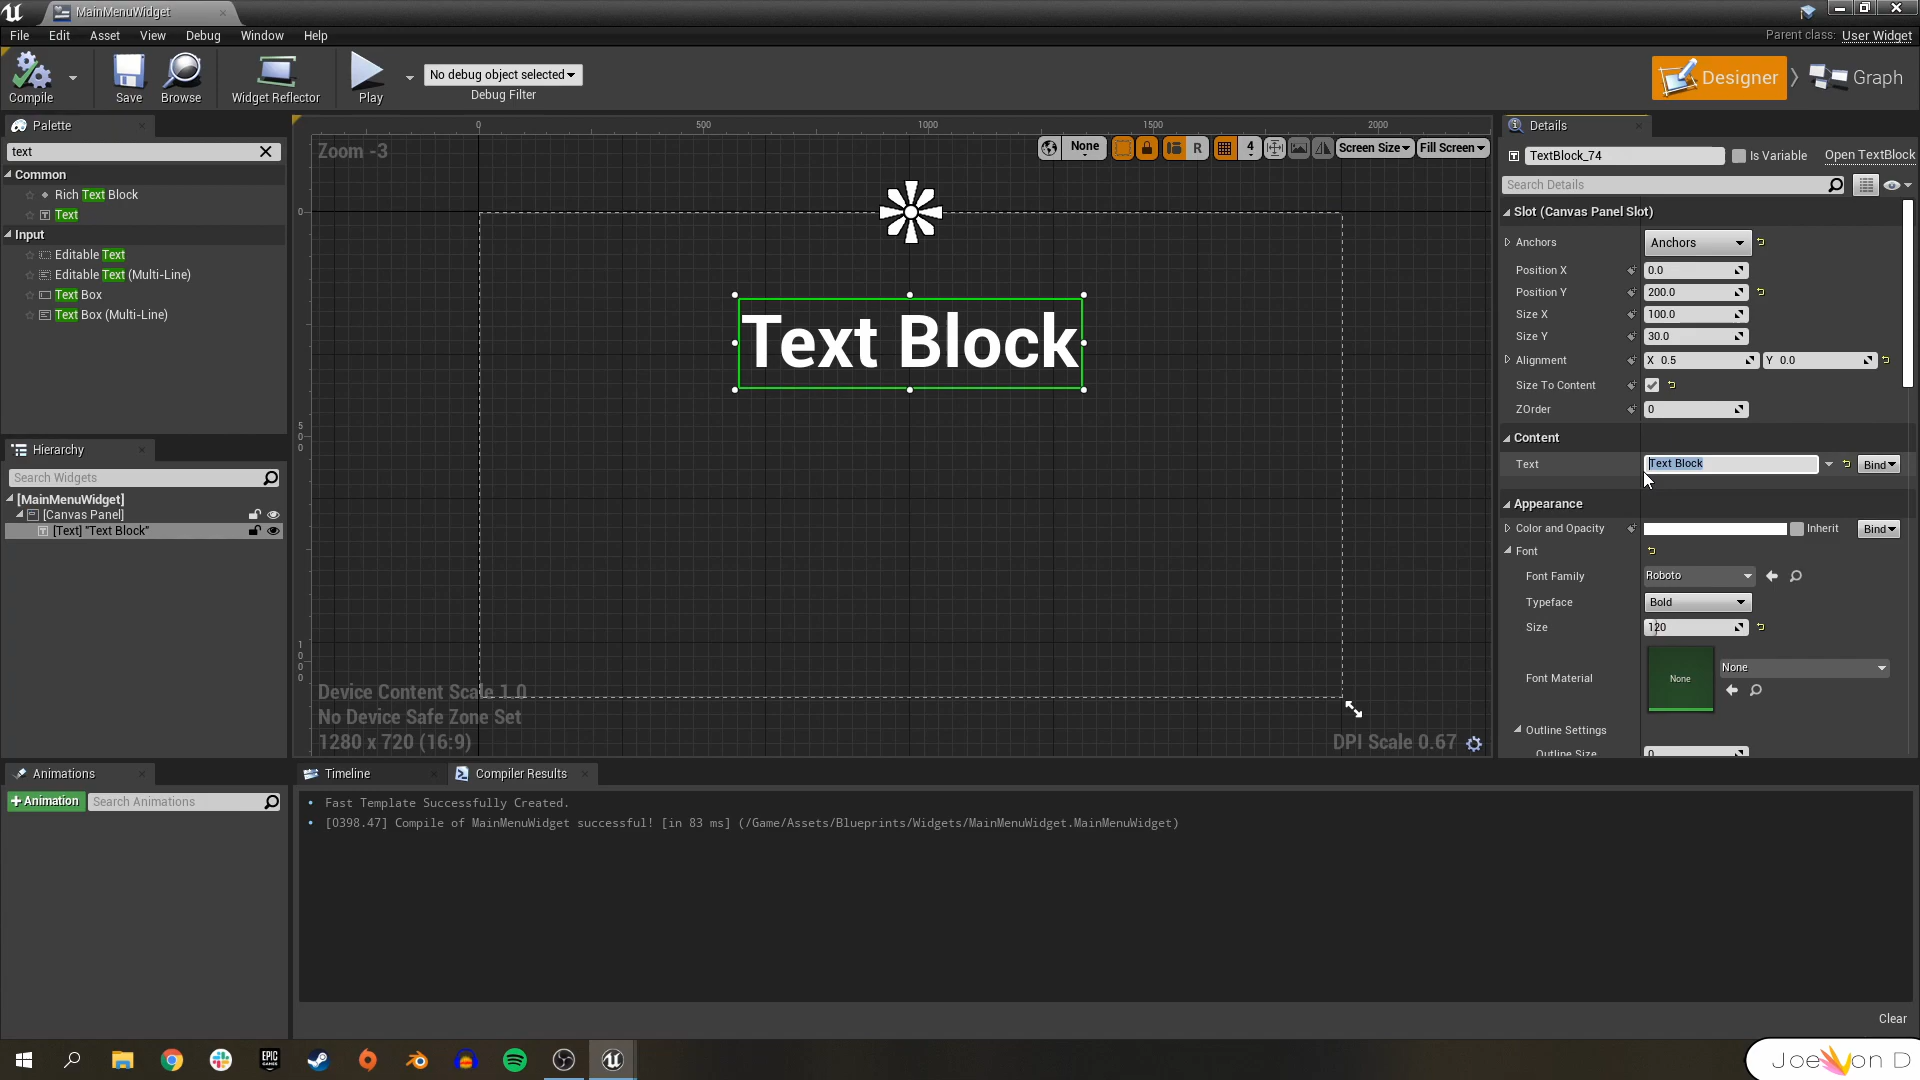 MainMenuWidget
File Edit Asset View Debug Window Help
Parent class: User Widget
Compile Save Browse Widget Reflector Play
No debug object selected
Debug Filter
Designer Graph
Palette
text
Common
Rich Text Block
Text
Input
Editable Text
Editable Text (Multi-Line)
Text Box
Text Box (Multi-Line)
Hierarchy
Search Widgets
[MainMenuWidget]
[Canvas Panel]
[Text] "Text Block"
0 500 1000 1500 2000
Zoom -3
None R 4 Screen Size Fill Screen
0
500
1000
Text Block
Device Content Scale 1.0
No Device Safe Zone Set
1280 x 720 (16:9)
DPI Scale 0.67
Details
TextBlock_74 Is Variable Open TextBlock
Search Details
Slot (Canvas Panel Slot)
Anchors Anchors
Position X 0.0
Position Y 200.0
Size X 100.0
Size Y 30.0
Alignment X 0.5 Y 0.0
Size To Content
ZOrder 0
Content
Text Text Block Bind
Appearance
Color and Opacity Inherit Bind
Font
Font Family Roboto
Typeface Bold
Size 120
Font Material None None
Outline Settings
Outline Size 0
Animations
+Animation Search Animations
Timeline Compiler Results
Fast Template Successfully Created.
[0398.47] Compile of MainMenuWidget successful! [in 83 ms] (/Game/Assets/Blueprints/Widgets/MainMenuWidget.MainMenuWidget)
Clear
EPIC GAMES
Joe Von D